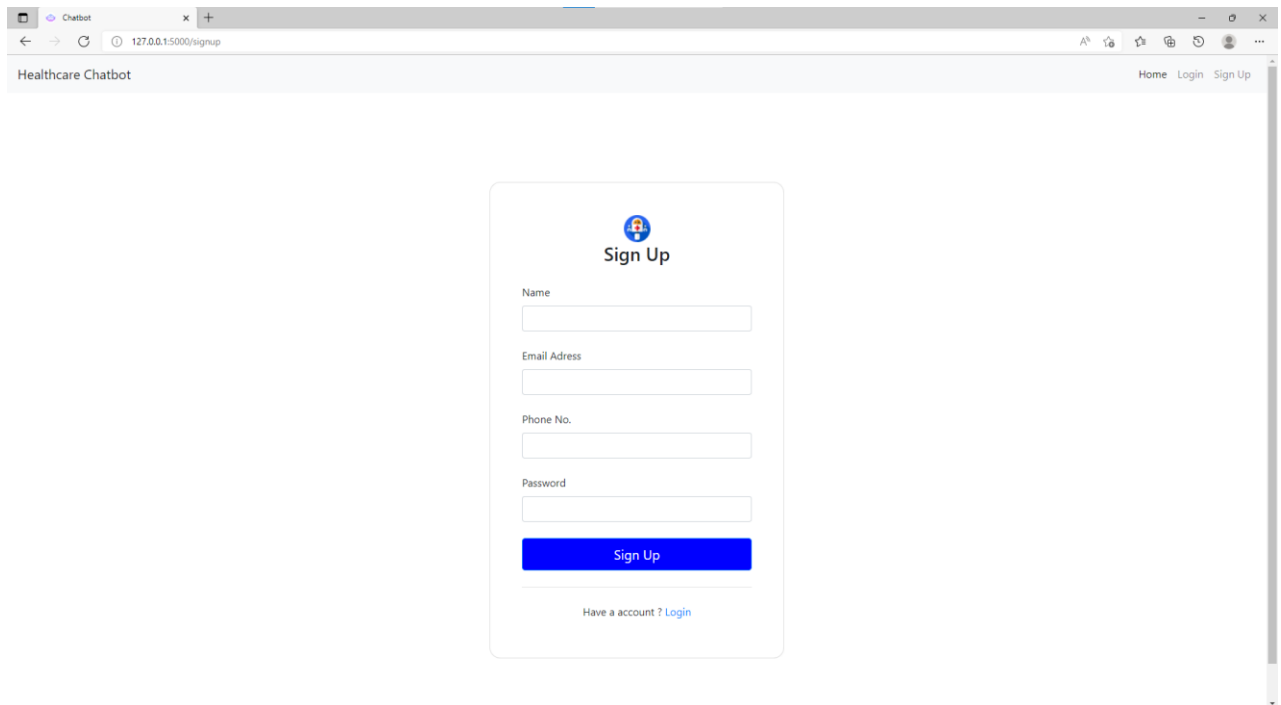 Chatbot
127.0.0.1:5000/signup
Healthcare Chatbot
Home Login Sign Up
Sign Up
Name
Email Adress
Phone No.
Password
Sign Up
Have a account ? Login